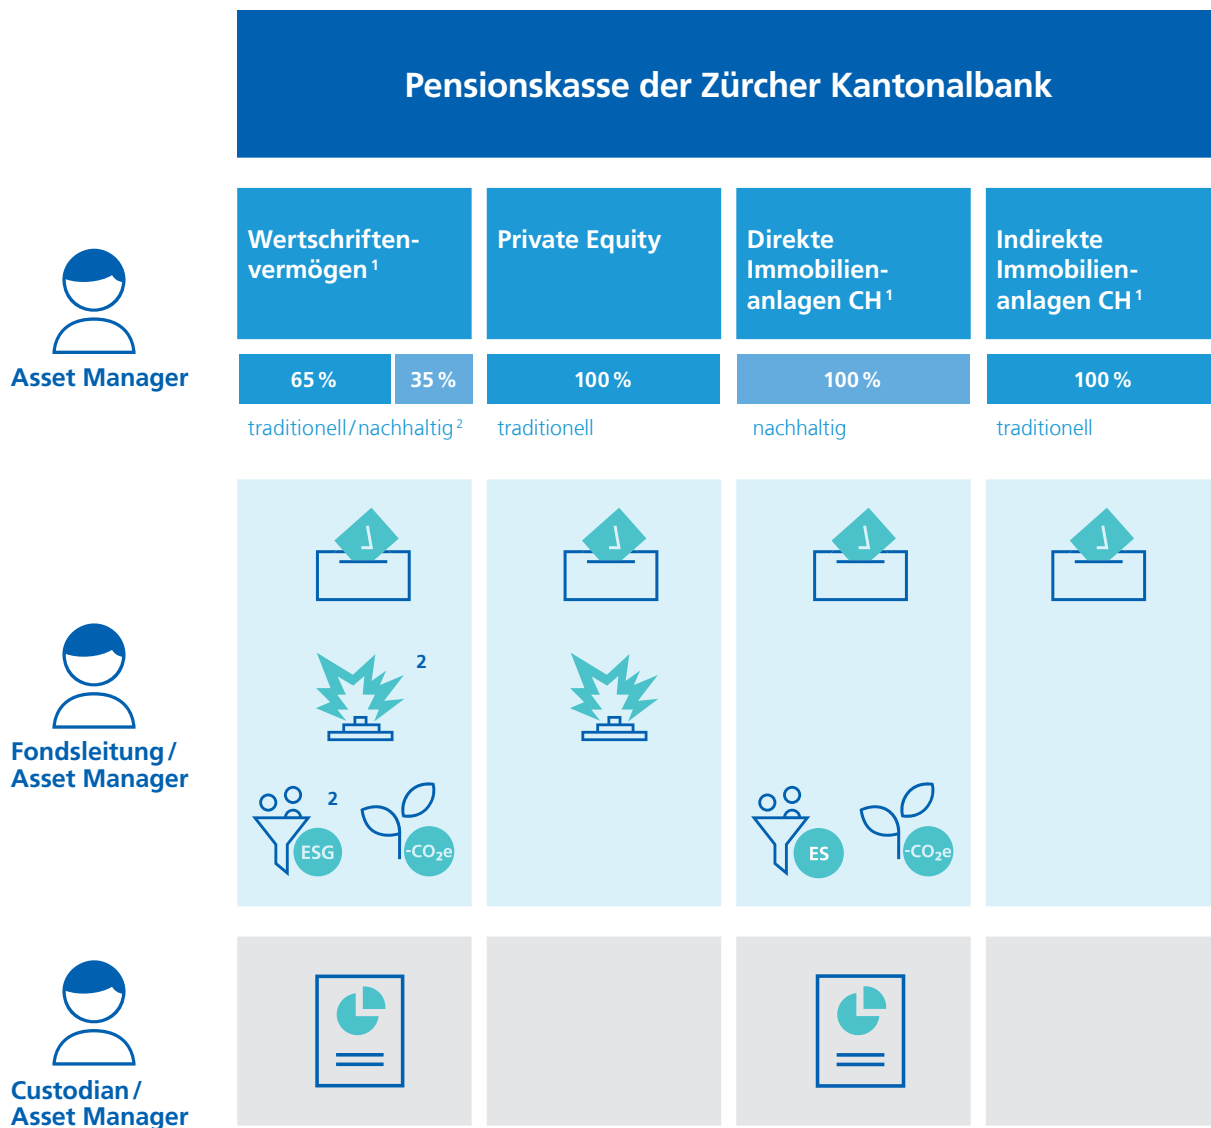 Pensionskasse der Zürcher Kantonalbank
Wertschriften-
vermögen 1
Private Equity
Direkte
Immobilien-
anlagen CH 1
Indirekte
Immobilien-
anlagen CH 1
Asset Manager
65 %
35 %
100 %
100 %
100 %
traditionell/nachhaltig 2
traditionell
nachhaltig
traditionell
2
Fondsleitung/
Asset Manager
2
ESG
-CO₂e
ES
-CO₂e
Custodian/
Asset Manager